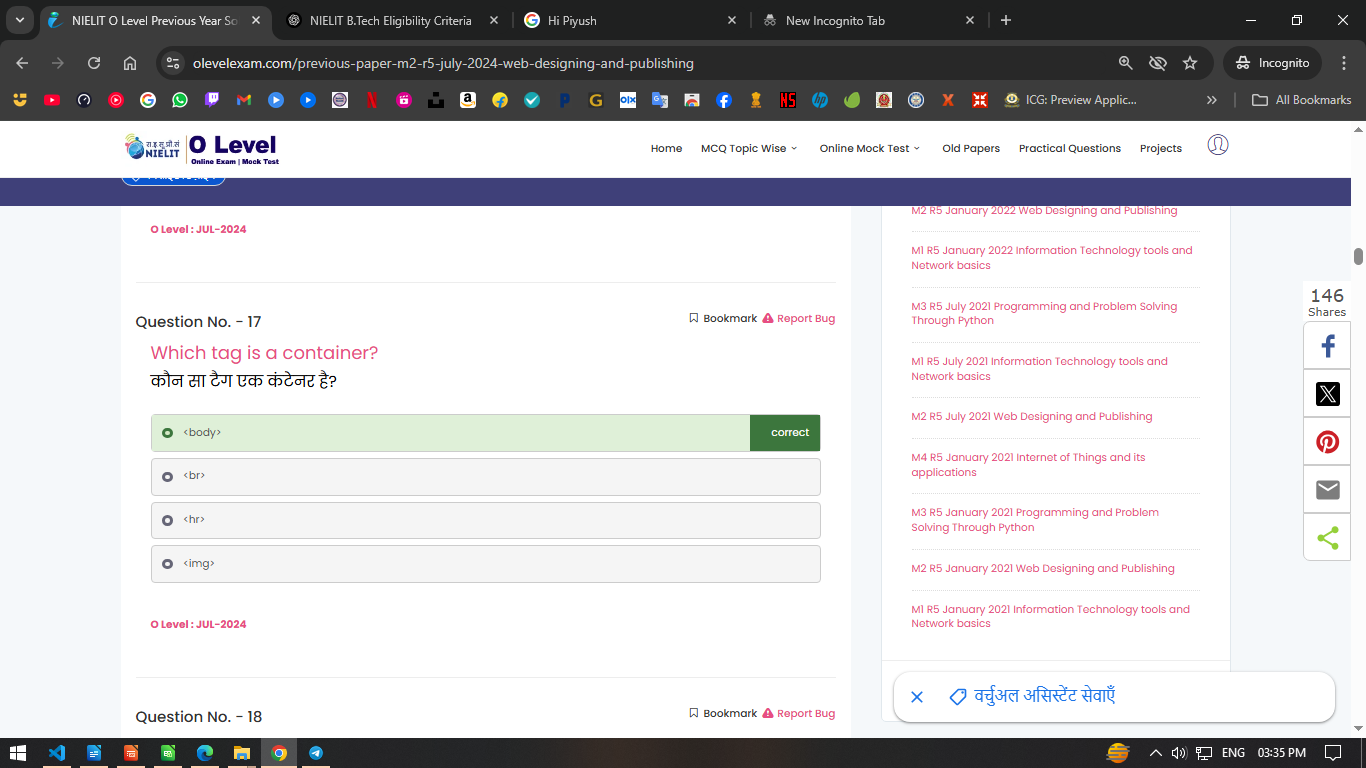 NIELIT O Level Previous Year So
NIELIT B.Tech Eligibility Criteria
Hi Piyush
New Incognito Tab
olevelexam.com/previous-paper-m2-r5-july-2024-web-designing-and-publishing
Incognito
ICG: Preview Applic...
All Bookmarks
NIELIT
O Level
Online Exam | Mock Test
Home
MCQ Topic Wise
Online Mock Test
Old Papers
Practical Questions
Projects
O Level : JUL-2024
Question No. - 17
Bookmark
Report Bug
Which tag is a container?
कौन सा टैग एक कंटेनर है?
<body>
correct
<br>
<hr>
<img>
O Level : JUL-2024
Question No. - 18
Bookmark
Report Bug
M2 R5 January 2022 Web Designing and Publishing
M1 R5 January 2022 Information Technology tools and
Network basics
M3 R5 July 2021 Programming and Problem Solving
Through Python
M1 R5 July 2021 Information Technology tools and
Network basics
M2 R5 July 2021 Web Designing and Publishing
M4 R5 January 2021 Internet of Things and its
applications
M3 R5 January 2021 Programming and Problem
Solving Through Python
M2 R5 January 2021 Web Designing and Publishing
M1 R5 January 2021 Information Technology tools and
Network basics
146
Shares
वर्चुअल असिस्टेंट सेवाएँ
ENG
03:35 PM